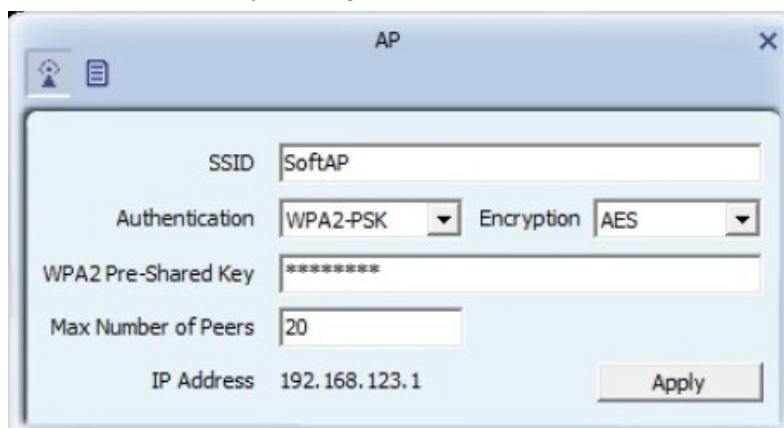 AP
SSID SoftAP
Authentication WPA2-PSK Encryption AES
WPA2 Pre-Shared Key ********
Max Number of Peers 20
IP Address 192.168.123.1 Apply